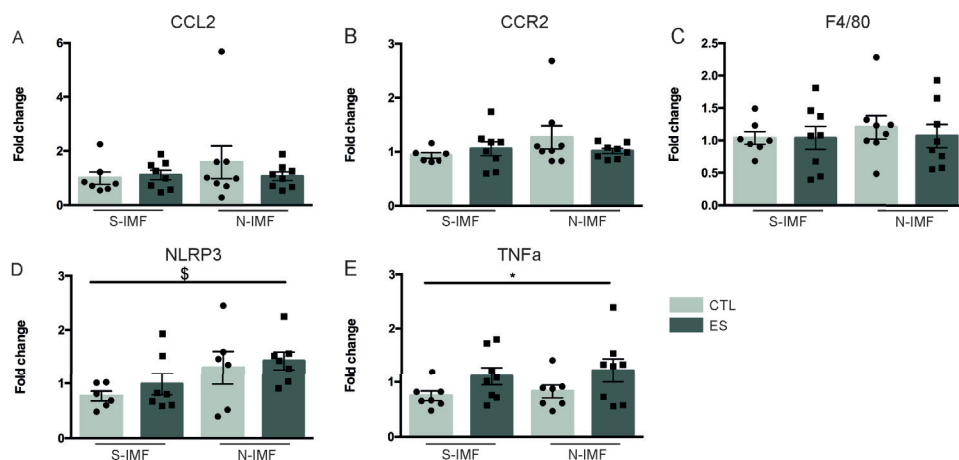 A
CCL2
Fold change
6
4
2
0
S-IMF
N-IMF
B
CCR2
Fold change
3
2
1
0
S-IMF
N-IMF
C
F4/80
Fold change
2.5
2.0
1.5
1.0
0.5
0.0
S-IMF
N-IMF
D
NLRP3
$
Fold change
3
2
1
0
S-IMF
N-IMF
E
TNFa
*
Fold change
3
2
1
0
S-IMF
N-IMF
CTL
ES